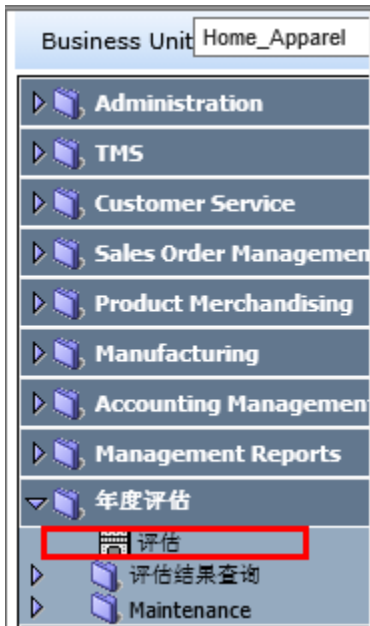 Business Unit Home_Apparel
Administration
TMS
Customer Service
Sales Order Managemen
Product Merchandising
Manufacturing
Accounting Managemen
Management Reports
年度评估
评估
评估结果查询
Maintenance